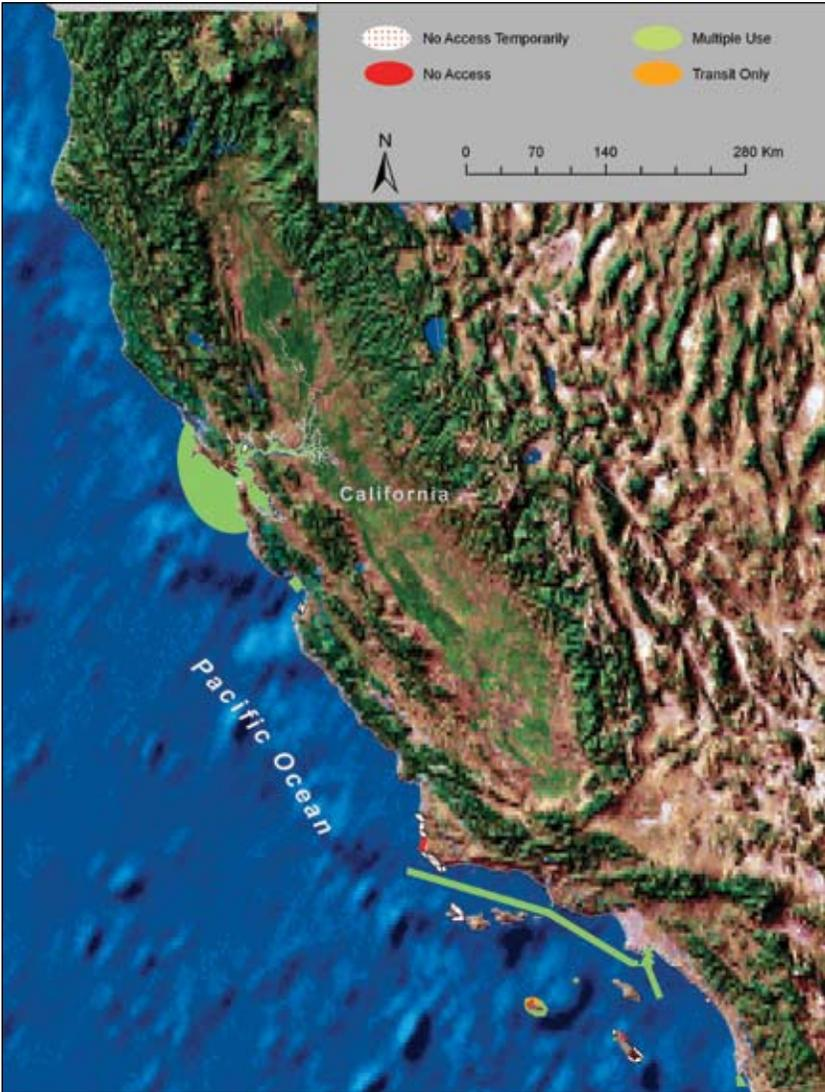 No Access Temporarily
Multiple Use
No Access
Transit Only
N
0 70 140 280 Km
California
Pacific Ocean